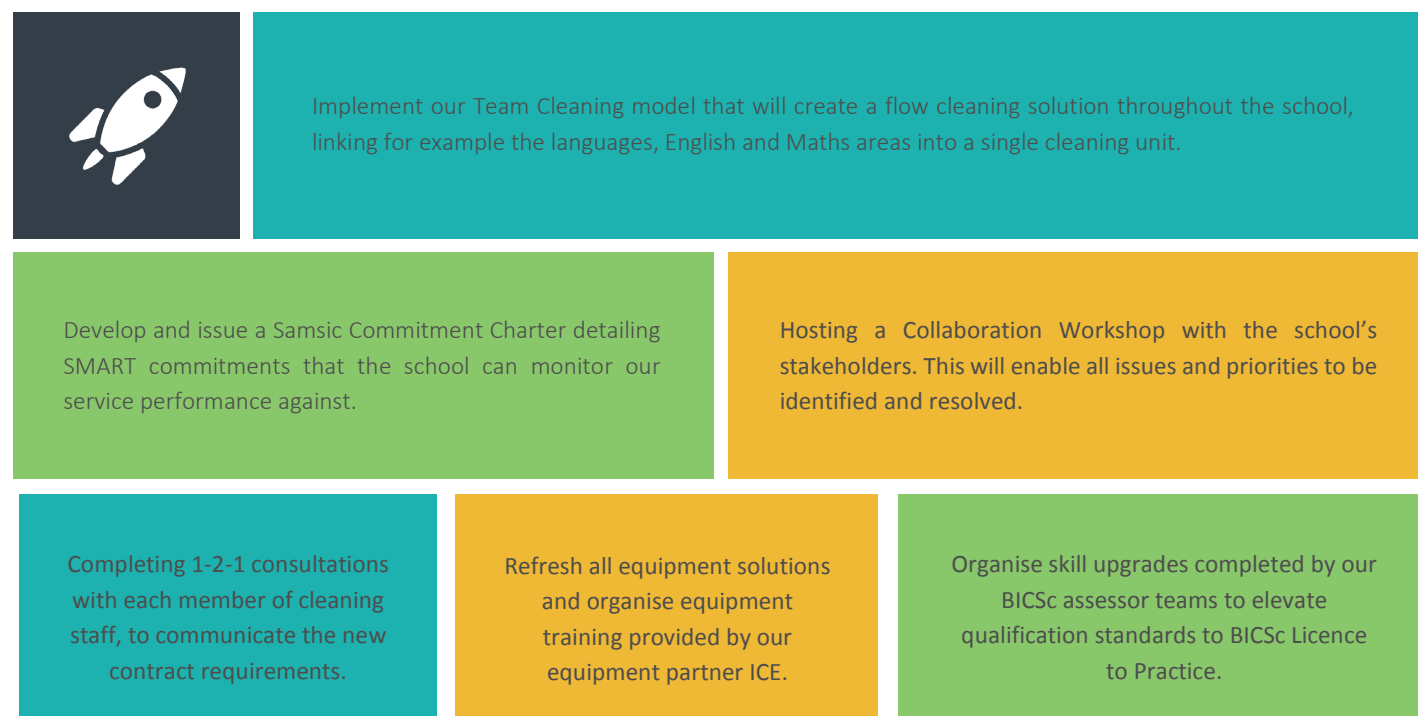 Implement our Team Cleaning model that will create a flow cleaning solution throughout the school,
linking for example the languages, English and Maths areas into a single cleaning unit.
Develop and issue a Samsic Commitment Charter detailing
SMART commitments that the school can monitor our
service performance against.
Hosting a Collaboration Workshop with the school’s
stakeholders. This will enable all issues and priorities to be
identified and resolved.
Completing 1-2-1 consultations
with each member of cleaning
staff, to communicate the new
contract requirements.
Refresh all equipment solutions
and organise equipment
training provided by our
equipment partner ICE.
Organise skill upgrades completed by our
BICSc assessor teams to elevate
qualification standards to BICSc Licence
to Practice.